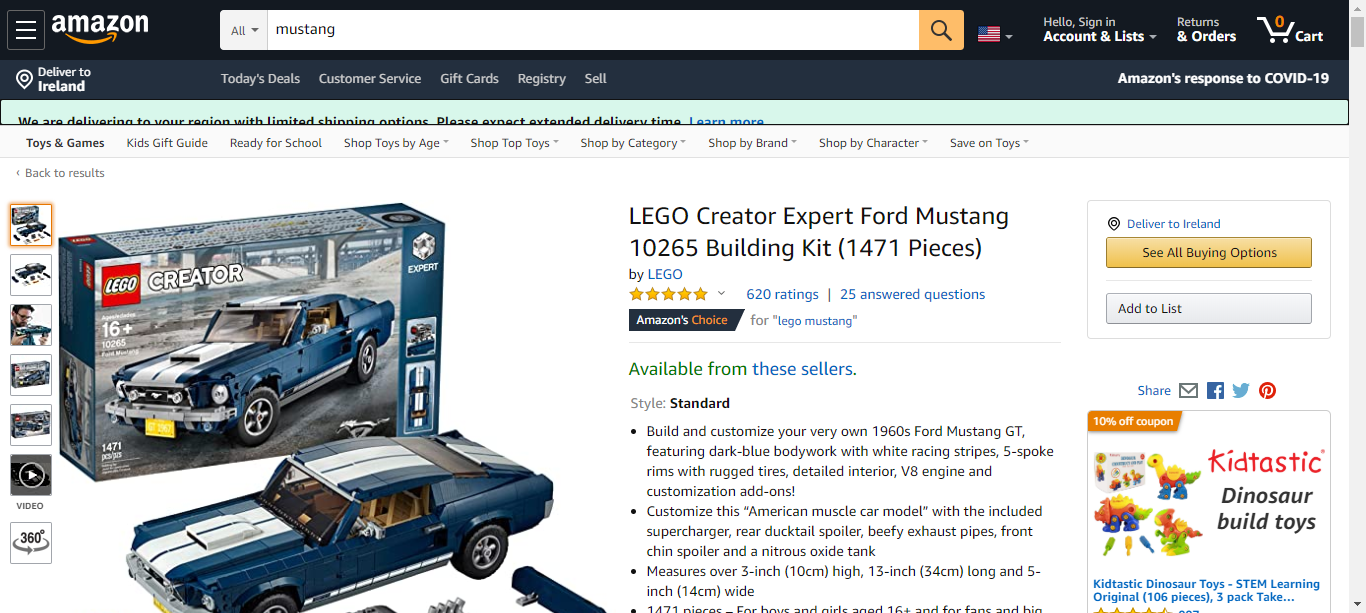 amazon
All
mustang
Hello, Sign in
Account & Lists
Returns
& Orders
0
Cart
Deliver to
Ireland
Today's Deals
Customer Service
Gift Cards
Registry
Sell
Amazon's response to COVID-19
We are delivering to your region with limited shipping options. Please expect extended delivery time. Learn more
Toys & Games
Kids Gift Guide
Ready for School
Shop Toys by Age
Shop Top Toys
Shop by Category
Shop by Brand
Shop by Character
Save on Toys
‹ Back to results
VIDEO
360°
LEGO
CREATOR
EXPERT
Ages/edades
16+
10265
Ford Mustang
GT 1967
1471
pcs/pzs
LEGO Creator Expert Ford Mustang
10265 Building Kit (1471 Pieces)
by LEGO
620 ratings | 25 answered questions
Amazon's Choice for "lego mustang"
Available from these sellers.
Style: Standard
• Build and customize your very own 1960s Ford Mustang GT,
featuring dark-blue bodywork with white racing stripes, 5-spoke
rims with rugged tires, detailed interior, V8 engine and
customization add-ons!
• Customize this “American muscle car model” with the included
supercharger, rear ducktail spoiler, beefy exhaust pipes, front
chin spoiler and a nitrous oxide tank
• Measures over 3-inch (10cm) high, 13-inch (34cm) long and 5-
inch (14cm) wide
• 1471 pieces – For boys and girls aged 16+ and for fans and big
Deliver to Ireland
See All Buying Options
Add to List
Share
10% off coupon
Kidtastic
Dinosaur
build toys
Kidtastic Dinosaur Toys - STEM Learning
Original (106 pieces), 3 pack Take...